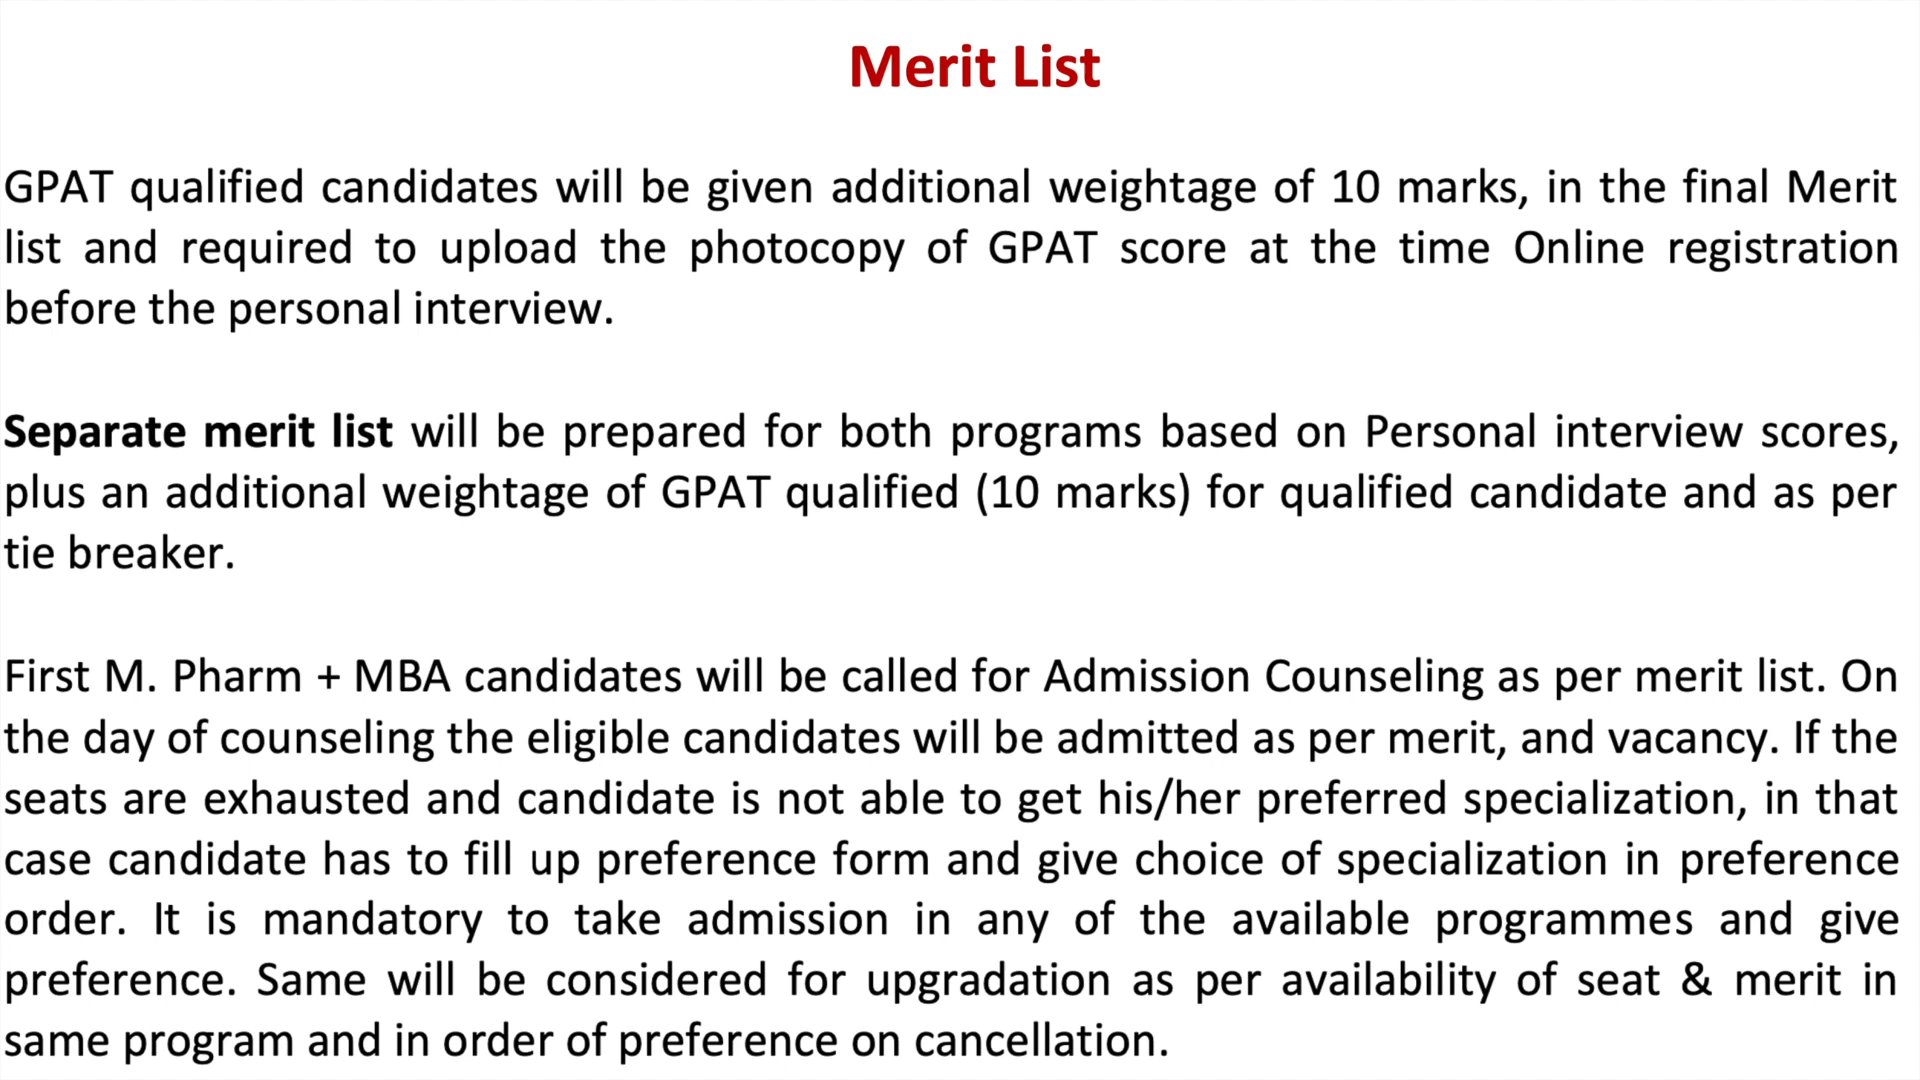 Merit List
GPAT qualified candidates will be given additional weightage of 10 marks, in the final Merit
list and required to upload the photocopy of GPAT score at the time Online registration
before the personal interview.
Separate merit list will be prepared for both programs based on Personal interview scores,
plus an additional weightage of GPAT qualified (10 marks) for qualified candidate and as per
tie breaker.
First M. Pharm + MBA candidates will be called for Admission Counseling as per merit list. On
the day of counseling the eligible candidates will be admitted as per merit, and vacancy. If the
seats are exhausted and candidate is not able to get his/her preferred specialization, in that
case candidate has to fill up preference form and give choice of specialization in preference
order. It is mandatory to take admission in any of the available programmes and give
preference. Same will be considered for upgradation as per availability of seat & merit in
same program and in order of preference on cancellation.